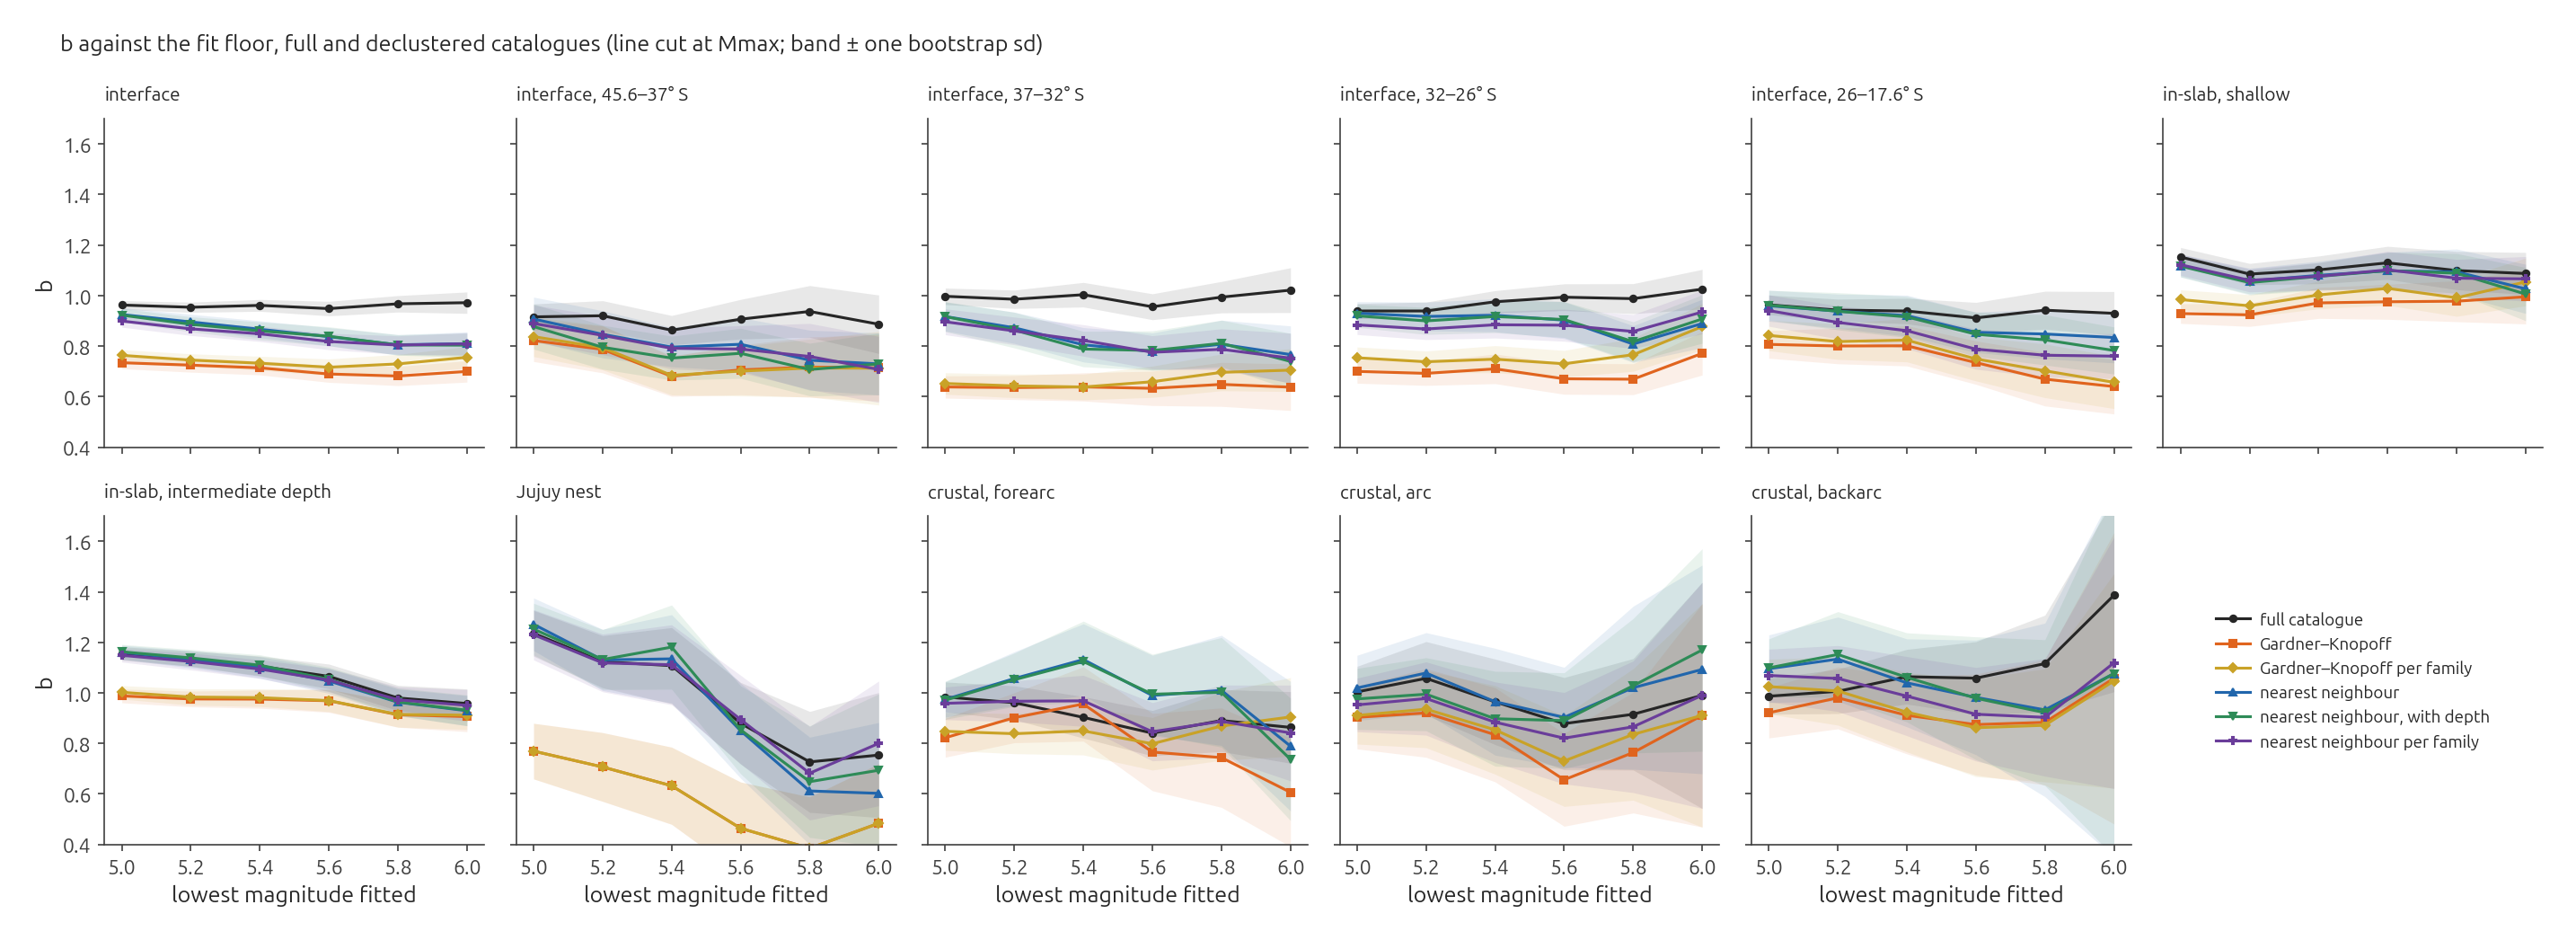 b against the fit floor, full and declustered catalogues (line cut at Mmax; band ± one bootstrap sd)
interface
interface, 45.6–37° S
interface, 37–32° S
interface, 32–26° S
interface, 26–17.6° S
in-slab, shallow
1.6
1.4
1.2
1.0
0.8
0.6
0.4
b
in-slab, intermediate depth
Jujuy nest
crustal, forearc
crustal, arc
crustal, backarc
1.6
1.4
1.2
1.0
0.8
0.6
0.4
b
full catalogue
Gardner–Knopoff
Gardner–Knopoff per family
nearest neighbour
nearest neighbour, with depth
nearest neighbour per family
5.0 5.2 5.4 5.6 5.8 6.0
5.0 5.2 5.4 5.6 5.8 6.0
5.0 5.2 5.4 5.6 5.8 6.0
5.0 5.2 5.4 5.6 5.8 6.0
5.0 5.2 5.4 5.6 5.8 6.0
lowest magnitude fitted
lowest magnitude fitted
lowest magnitude fitted
lowest magnitude fitted
lowest magnitude fitted